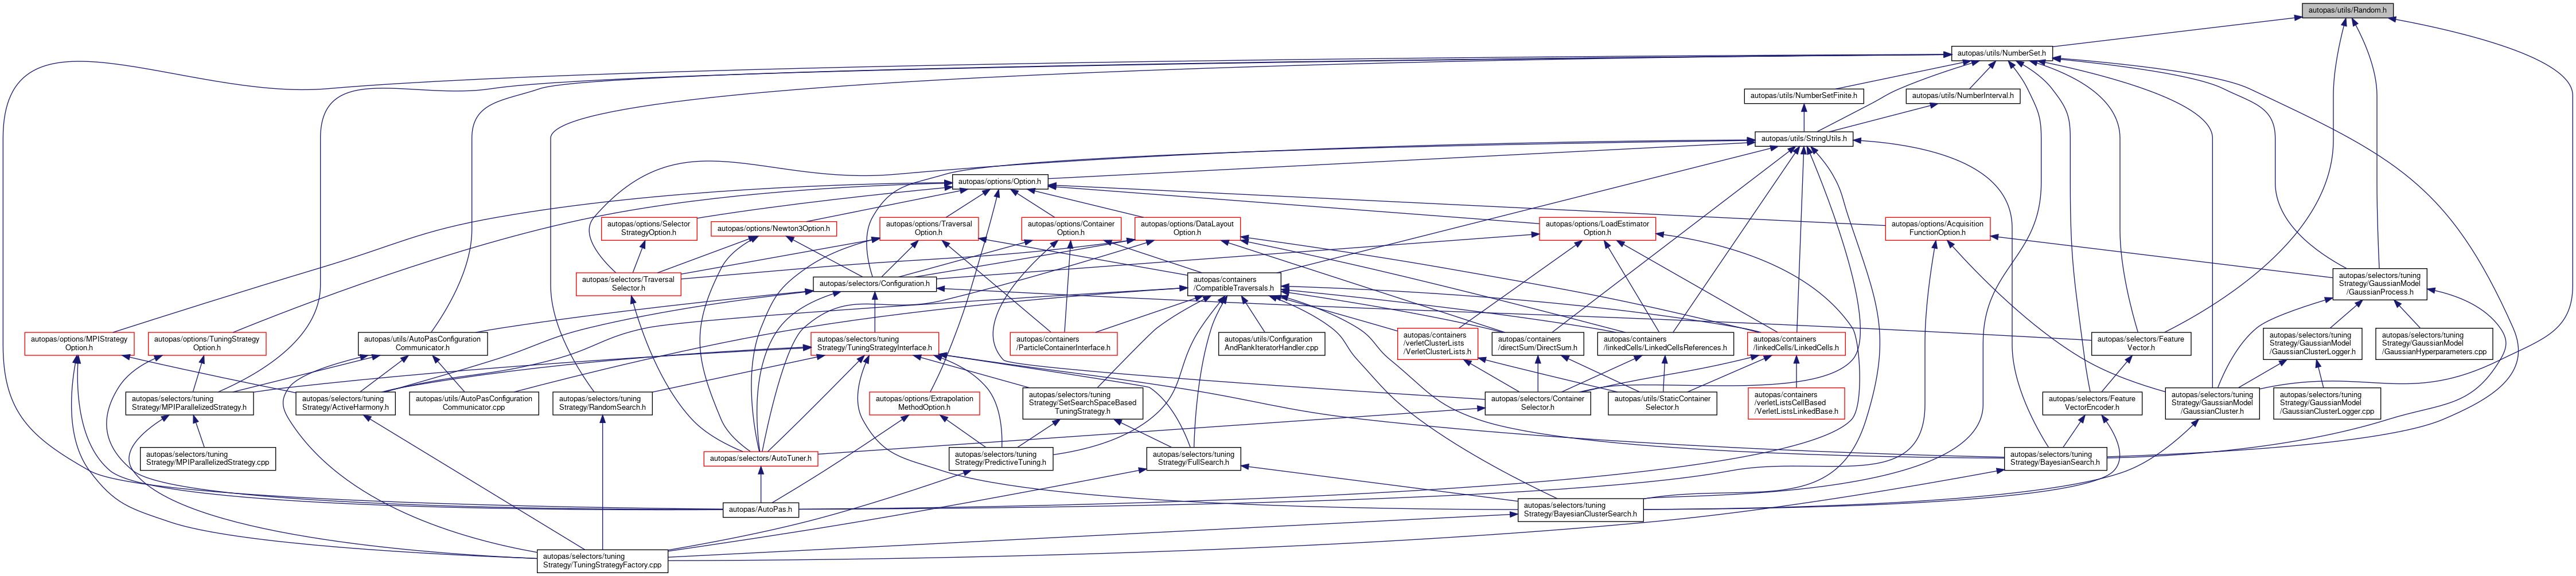 autopas/utils/Random.h
autopas/utils/NumberSet.h
autopas/utils/NumberSetFinite.h
autopas/utils/NumberInterval.h
autopas/utils/StringUtils.h
autopas/options/Option.h
autopas/options/Selector
StrategyOption.h
autopas/options/Newton3Option.h
autopas/options/Traversal
Option.h
autopas/options/Container
Option.h
autopas/options/DataLayout
Option.h
autopas/options/LoadEstimator
Option.h
autopas/options/Acquisition
FunctionOption.h
autopas/selectors/Traversal
Selector.h
autopas/selectors/Configuration.h
autopas/containers
/CompatibleTraversals.h
autopas/selectors/tuning
Strategy/GaussianModel
/GaussianProcess.h
autopas/options/MPIStrategy
Option.h
autopas/options/TuningStrategy
Option.h
autopas/utils/AutoPasConfiguration
Communicator.h
autopas/selectors/tuning
Strategy/TuningStrategyInterface.h
autopas/containers
/ParticleContainerInterface.h
autopas/utils/Configuration
AndRankIteratorHandler.cpp
autopas/containers
/verletClusterLists
/VerletClusterLists.h
autopas/containers
/directSum/DirectSum.h
autopas/containers
/linkedCells/LinkedCellsReferences.h
autopas/containers
/linkedCells/LinkedCells.h
autopas/selectors/Feature
Vector.h
autopas/selectors/tuning
Strategy/GaussianModel
/GaussianClusterLogger.h
autopas/selectors/tuning
Strategy/GaussianModel
/GaussianHyperparameters.cpp
autopas/selectors/tuning
Strategy/MPIParallelizedStrategy.h
autopas/selectors/tuning
Strategy/ActiveHarmony.h
autopas/utils/AutoPasConfiguration
Communicator.cpp
autopas/selectors/tuning
Strategy/RandomSearch.h
autopas/options/Extrapolation
MethodOption.h
autopas/selectors/tuning
Strategy/SetSearchSpaceBased
TuningStrategy.h
autopas/selectors/Container
Selector.h
autopas/utils/StaticContainer
Selector.h
autopas/containers
/verletListsCellBased
/VerletListsLinkedBase.h
autopas/selectors/Feature
VectorEncoder.h
autopas/selectors/tuning
Strategy/GaussianModel
/GaussianCluster.h
autopas/selectors/tuning
Strategy/GaussianModel
/GaussianClusterLogger.cpp
autopas/selectors/tuning
Strategy/MPIParallelizedStrategy.cpp
autopas/selectors/AutoTuner.h
autopas/selectors/tuning
Strategy/PredictiveTuning.h
autopas/selectors/tuning
Strategy/FullSearch.h
autopas/selectors/tuning
Strategy/BayesianSearch.h
autopas/AutoPas.h
autopas/selectors/tuning
Strategy/BayesianClusterSearch.h
autopas/selectors/tuning
Strategy/TuningStrategyFactory.cpp